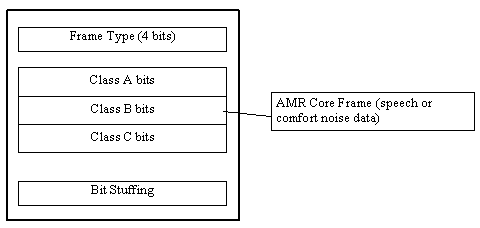 Frame Type (4 bits)
Class A bits
Class B bits
Class C bits
Bit Stuffing
AMR Core Frame (speech or
comfort noise data)